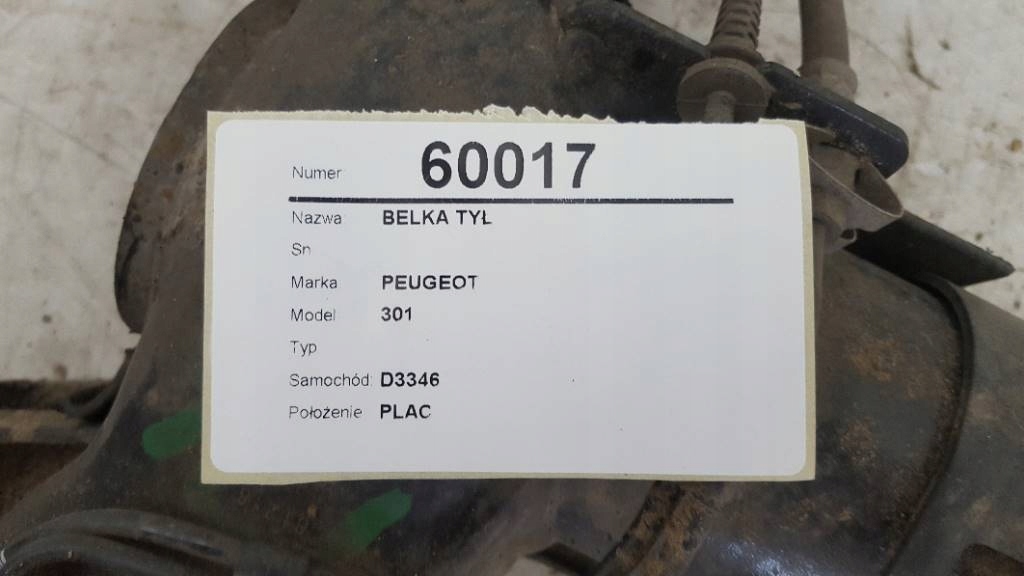 Numer 60017
Nazwa BELKA TYŁ
Sn
Marka PEUGEOT
Model 301
Typ
Samochód: D3346
Położenie PLAC